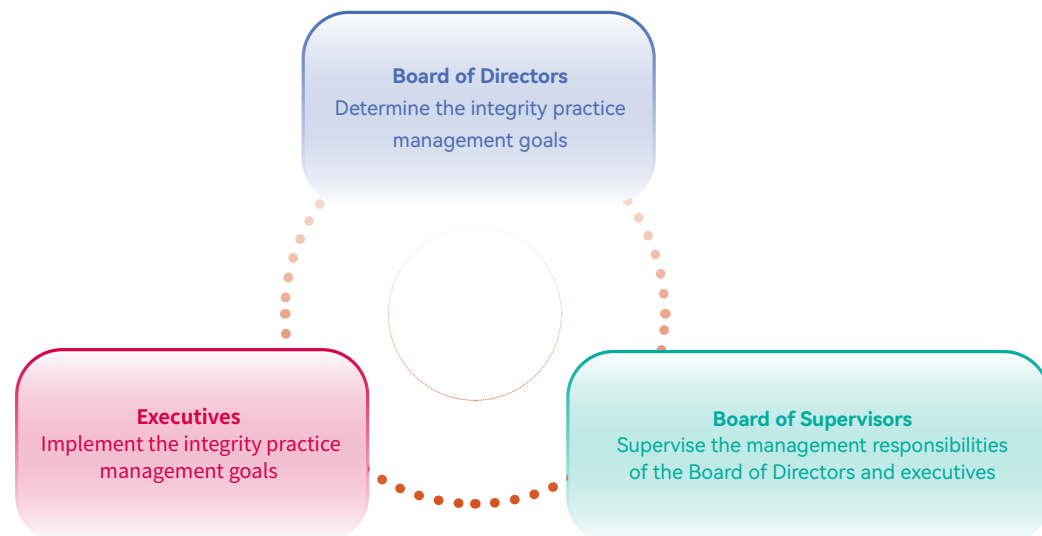 Board of Directors
Determine the integrity practice
management goals
Executives
Implement the integrity practice
management goals
Board of Supervisors
Supervise the management responsibilities
of the Board of Directors and executives